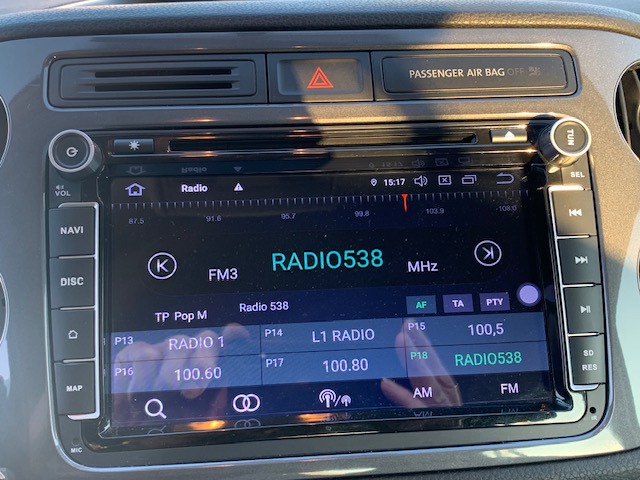 PASSENGER AIR BAG OFF
TUN
VOL
SEL
NAVI
DISC
MAP
MIC
SD
RES
Radio
15:17
87.5 91.6 95.7 99.8 103.9 108.0
FM3 RADIO538 MHz
TP Pop M Radio 538 AF TA PTY
P13 RADIO 1 P14 L1 RADIO P15 100,5
P16 100.60 P17 100.80 P18 RADIO538
AM FM